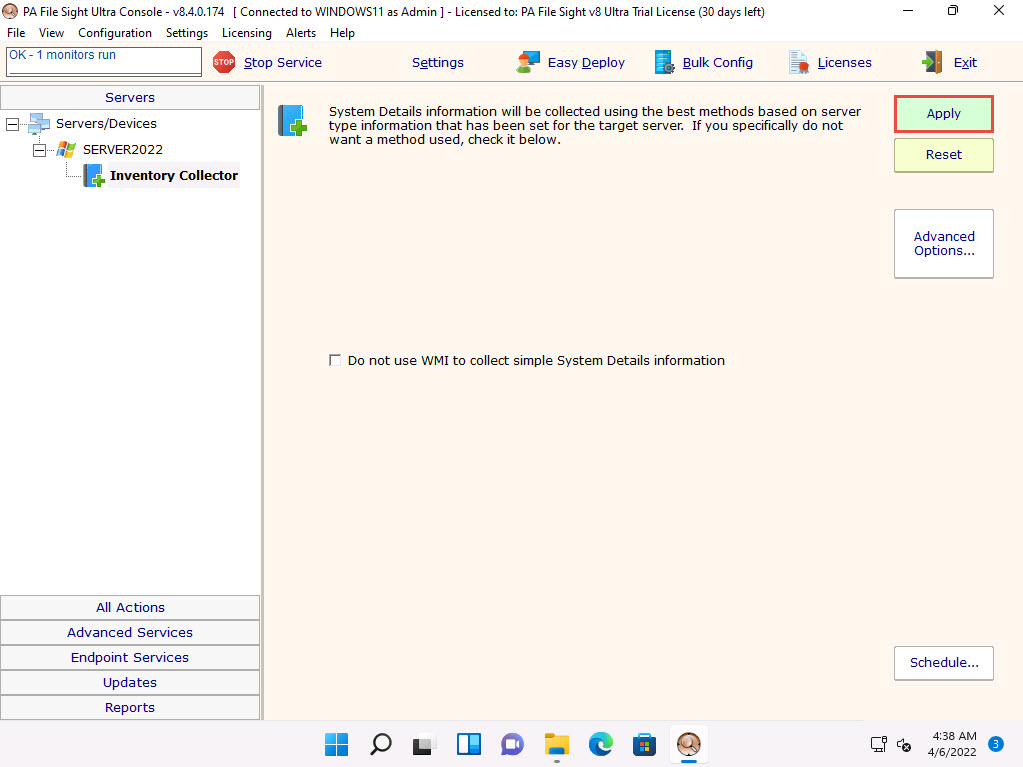 PA File Sight Ultra Console - v8.4.0.174   [ Connected to WINDOWS11 as Admin ] - Licensed to: PA File Sight v8 Ultra Trial License (30 days left)
File View Configuration Settings Licensing Alerts Help
OK - 1 monitors run
STOP Stop Service Settings Easy Deploy Bulk Config Licenses Exit
Servers
Servers/Devices
SERVER2022
Inventory Collector
System Details information will be collected using the best methods based on server
type information that has been set for the target server.  If you specifically do not
want a method used, check it below.
Apply
Reset
Advanced
Options...
Do not use WMI to collect simple System Details information
Schedule...
All Actions
Advanced Services
Endpoint Services
Updates
Reports
4:38 AM
4/6/2022
3